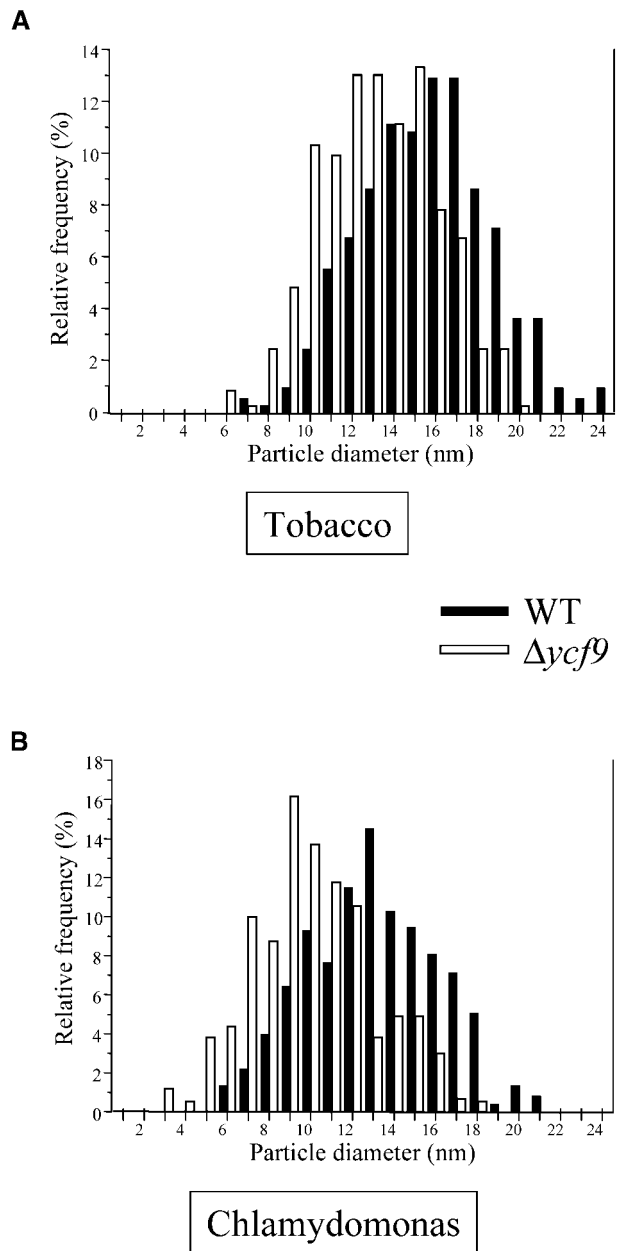 A
14
12
10
8
6
4
2
0
Relative frequency (%)
2 4 6 8 10 12 14 16 18 20 22 24
Particle diameter (nm)
Tobacco
WT
Δycf9
B
18
16
14
12
10
8
6
4
2
0
Relative frequency (%)
2 4 6 8 10 12 14 16 18 20 22 24
Particle diameter (nm)
Chlamydomonas